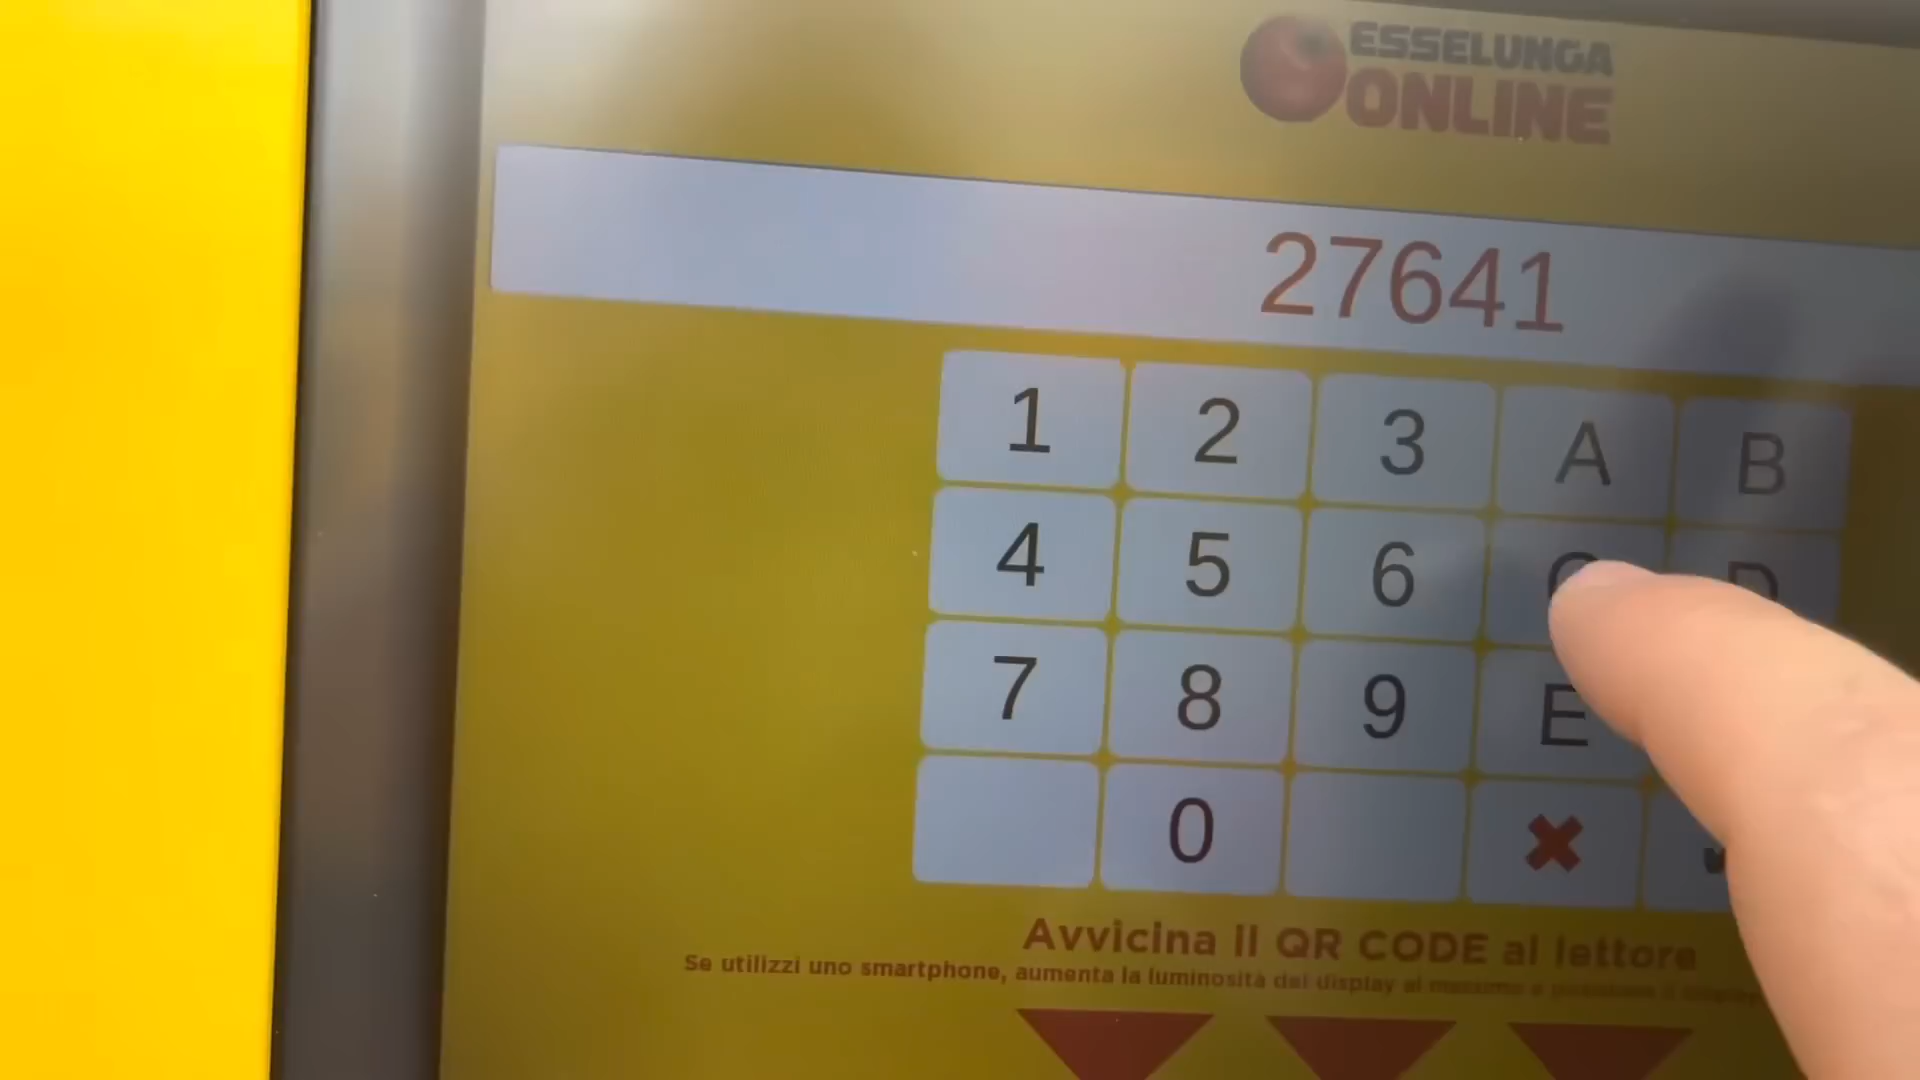 ESSELUNGA
ONLINE
27641
1 2 3 A B
4 5 6 C D
7 8 9 E
0
Avvicina il QR CODE al lettore
Se utilizzi uno smartphone, aumenta la luminosità del display al massimo e